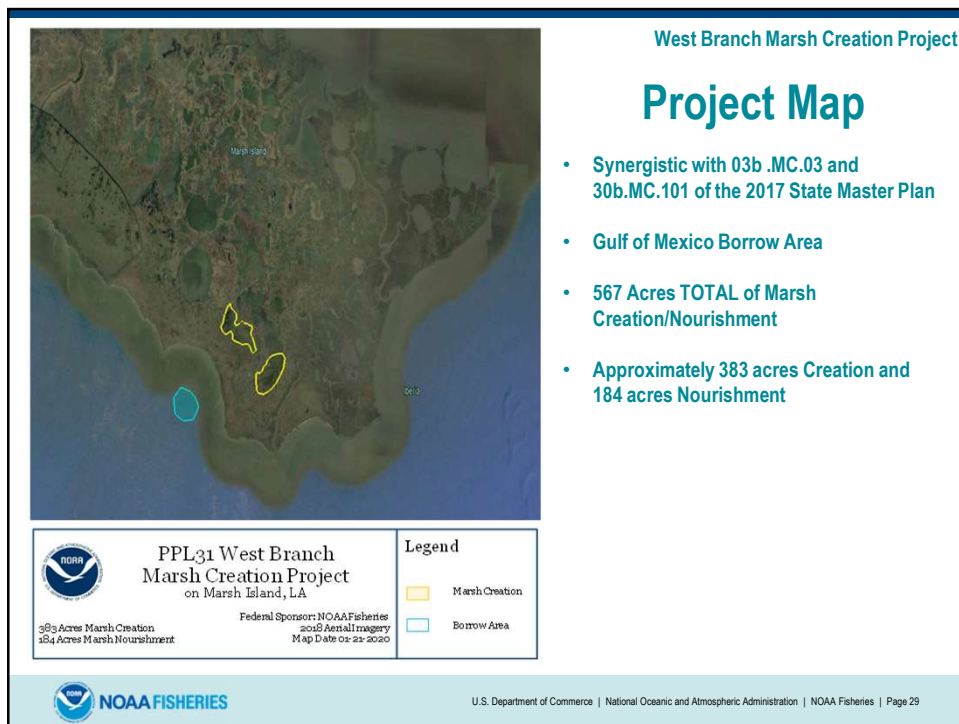 West Branch Marsh Creation Project
Project Map
• Synergistic with 03b .MC.03 and
30b.MC.101 of the 2017 State Master Plan
• Gulf of Mexico Borrow Area
• 567 Acres TOTAL of Marsh
Creation/Nourishment
• Approximately 383 acres Creation and
184 acres Nourishment
Marsh Island
Iberia
NOAA
PPL31 West Branch
Marsh Creation Project
on Marsh Island, LA
Federal Sponsor: NOAA Fisheries
2018 Aerial Imagery
Map Date 01-21-2020
383 Acres Marsh Creation
184 Acres Marsh Nourishment
Legend
Marsh Creation
Borrow Area
NOAA FISHERIES
U.S. Department of Commerce | National Oceanic and Atmospheric Administration | NOAA Fisheries | Page 29